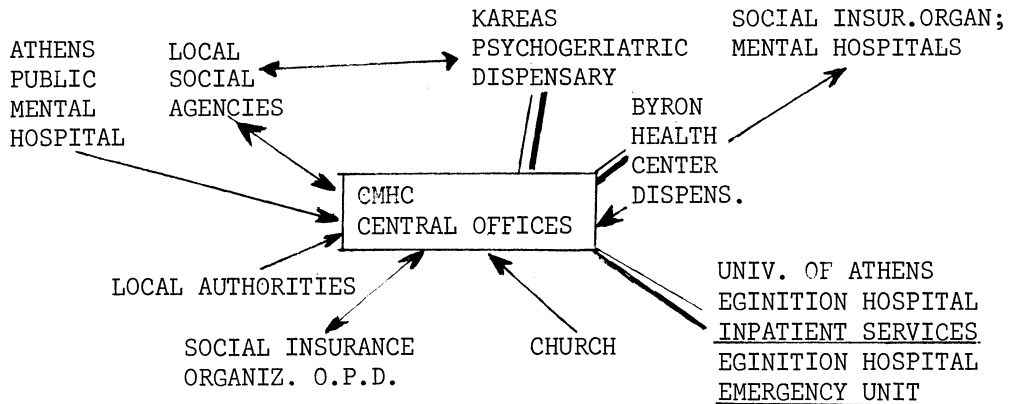 ATHENS
PUBLIC
MENTAL
HOSPITAL
LOCAL
SOCIAL
AGENCIES
KAREAS
PSYCHOGERIATRIC
DISPENSARY
SOCIAL INSUR.ORGAN;
MENTAL HOSPITALS
BYRON
HEALTH
CENTER
DISPENS.
CMHC
CENTRAL OFFICES
LOCAL AUTHORITIES
SOCIAL INSURANCE
ORGANIZ. O.P.D.
CHURCH
UNIV. OF ATHENS
EGINITION HOSPITAL
INPATIENT SERVICES
EGINITION HOSPITAL
EMERGENCY UNIT